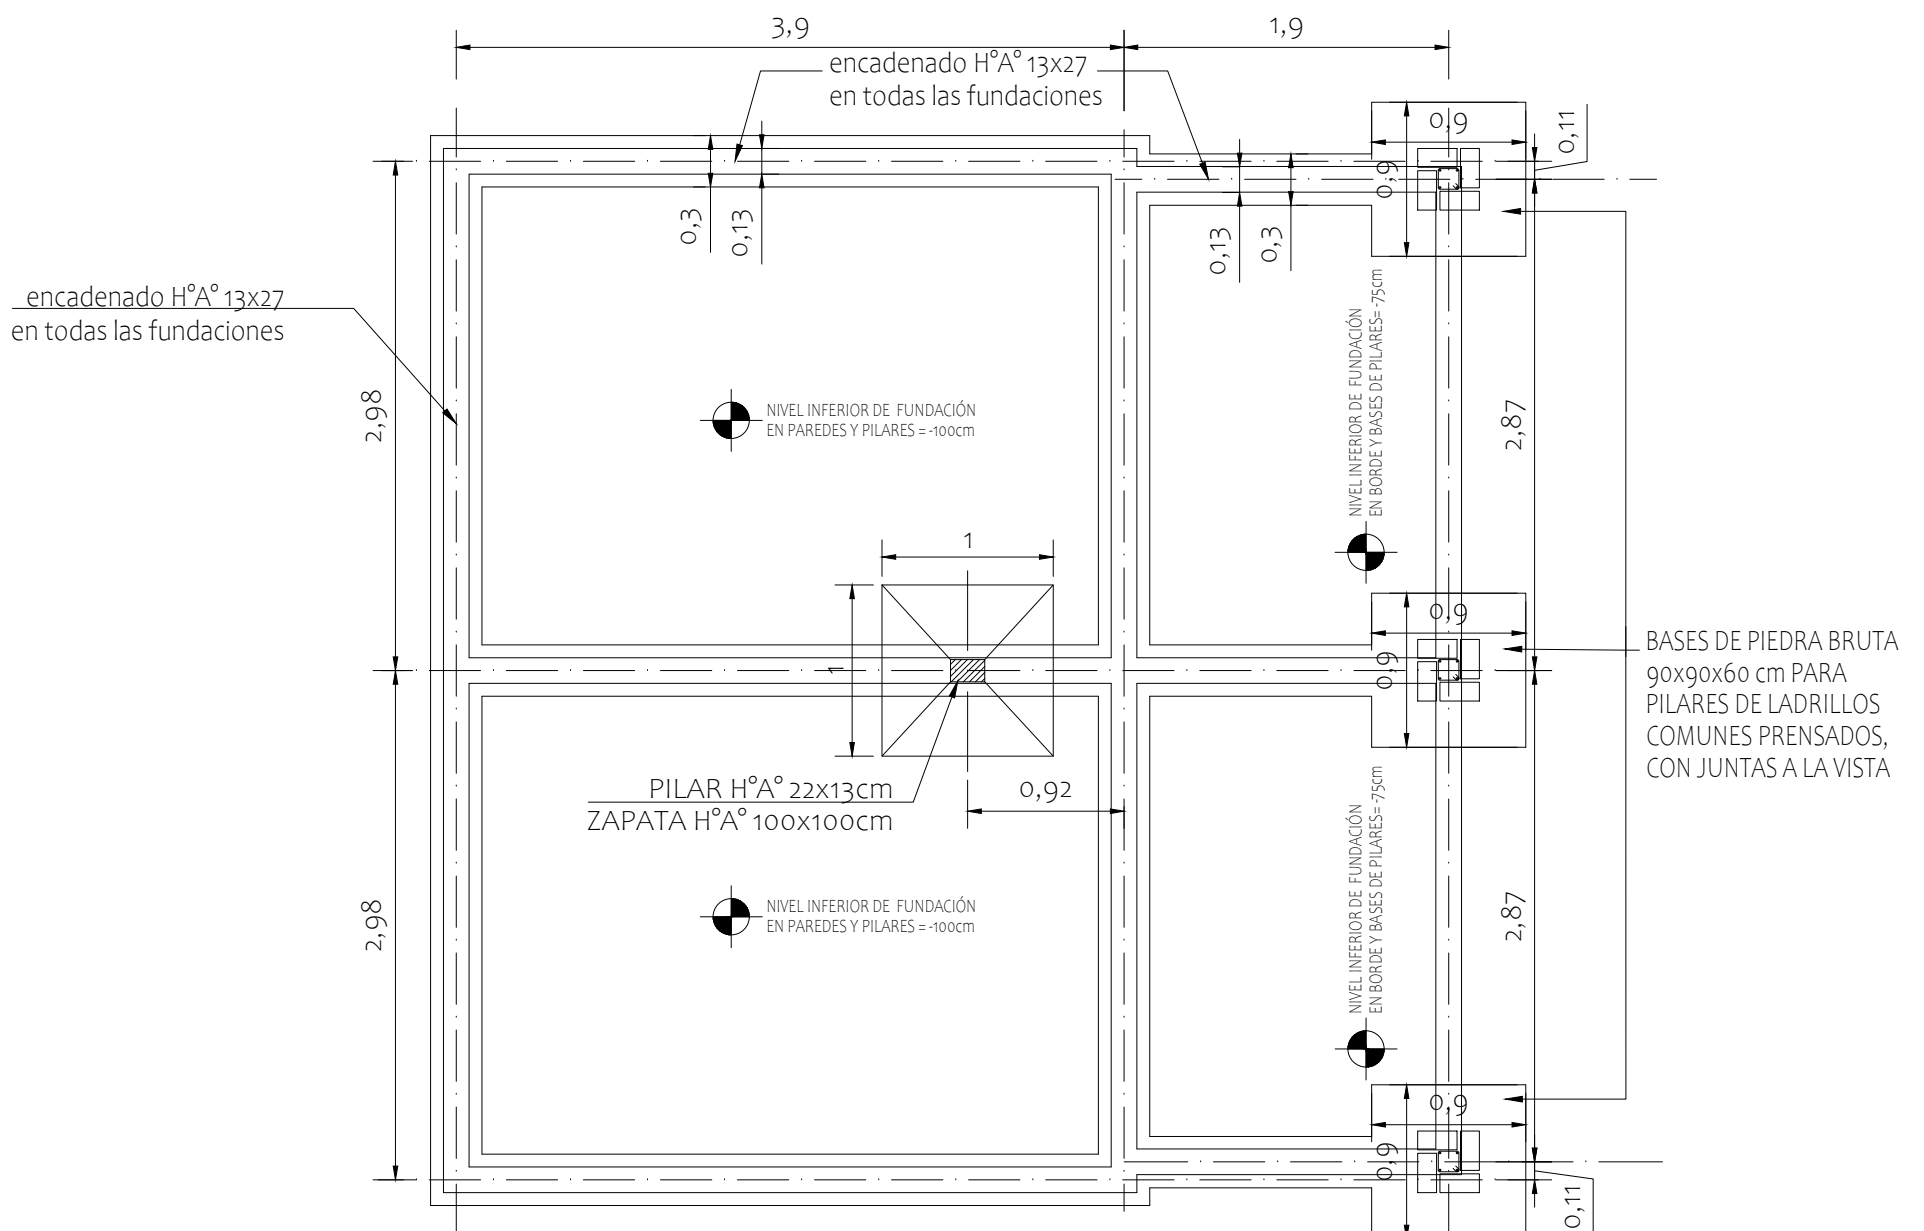 3,9
1,9
encadenado H°A° 13x27
en todas las fundaciones
0,9
0,11
0,9
0,3
0,13
0,13
0,3
encadenado H°A° 13x27
en todas las fundaciones
2,98
NIVEL INFERIOR DE FUNDACIÓN
EN PAREDES Y PILARES = -100cm
NIVEL INFERIOR DE FUNDACIÓN
EN BORDE Y BASES DE PILARES= -75cm
2,87
1
1
0,9
0,9
BASES DE PIEDRA BRUTA
90x90x60 cm PARA
PILARES DE LADRILLOS
COMUNES PRENSADOS,
CON JUNTAS A LA VISTA
PILAR H°A° 22x13cm
ZAPATA H°A° 100x100cm
0,92
2,98
NIVEL INFERIOR DE FUNDACIÓN
EN PAREDES Y PILARES = -100cm
NIVEL INFERIOR DE FUNDACIÓN
EN BORDE Y BASES DE PILARES= -75cm
2,87
0,9
0,9
0,11